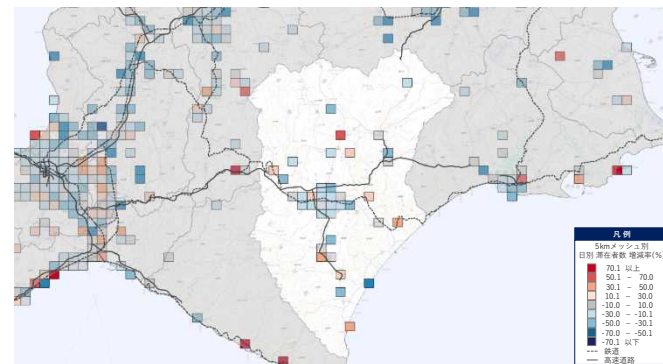 凡例
5kmメッシュ別
日別 滞在者数 増減率(%)
70.1 以上
50.1 － 70.0
30.1 － 50.0
10.1 － 30.0
-10.0 － 10.0
-30.0 － -10.1
-50.0 － -30.1
-70.0 － -50.1
-70.1 以下
鉄道
高速道路